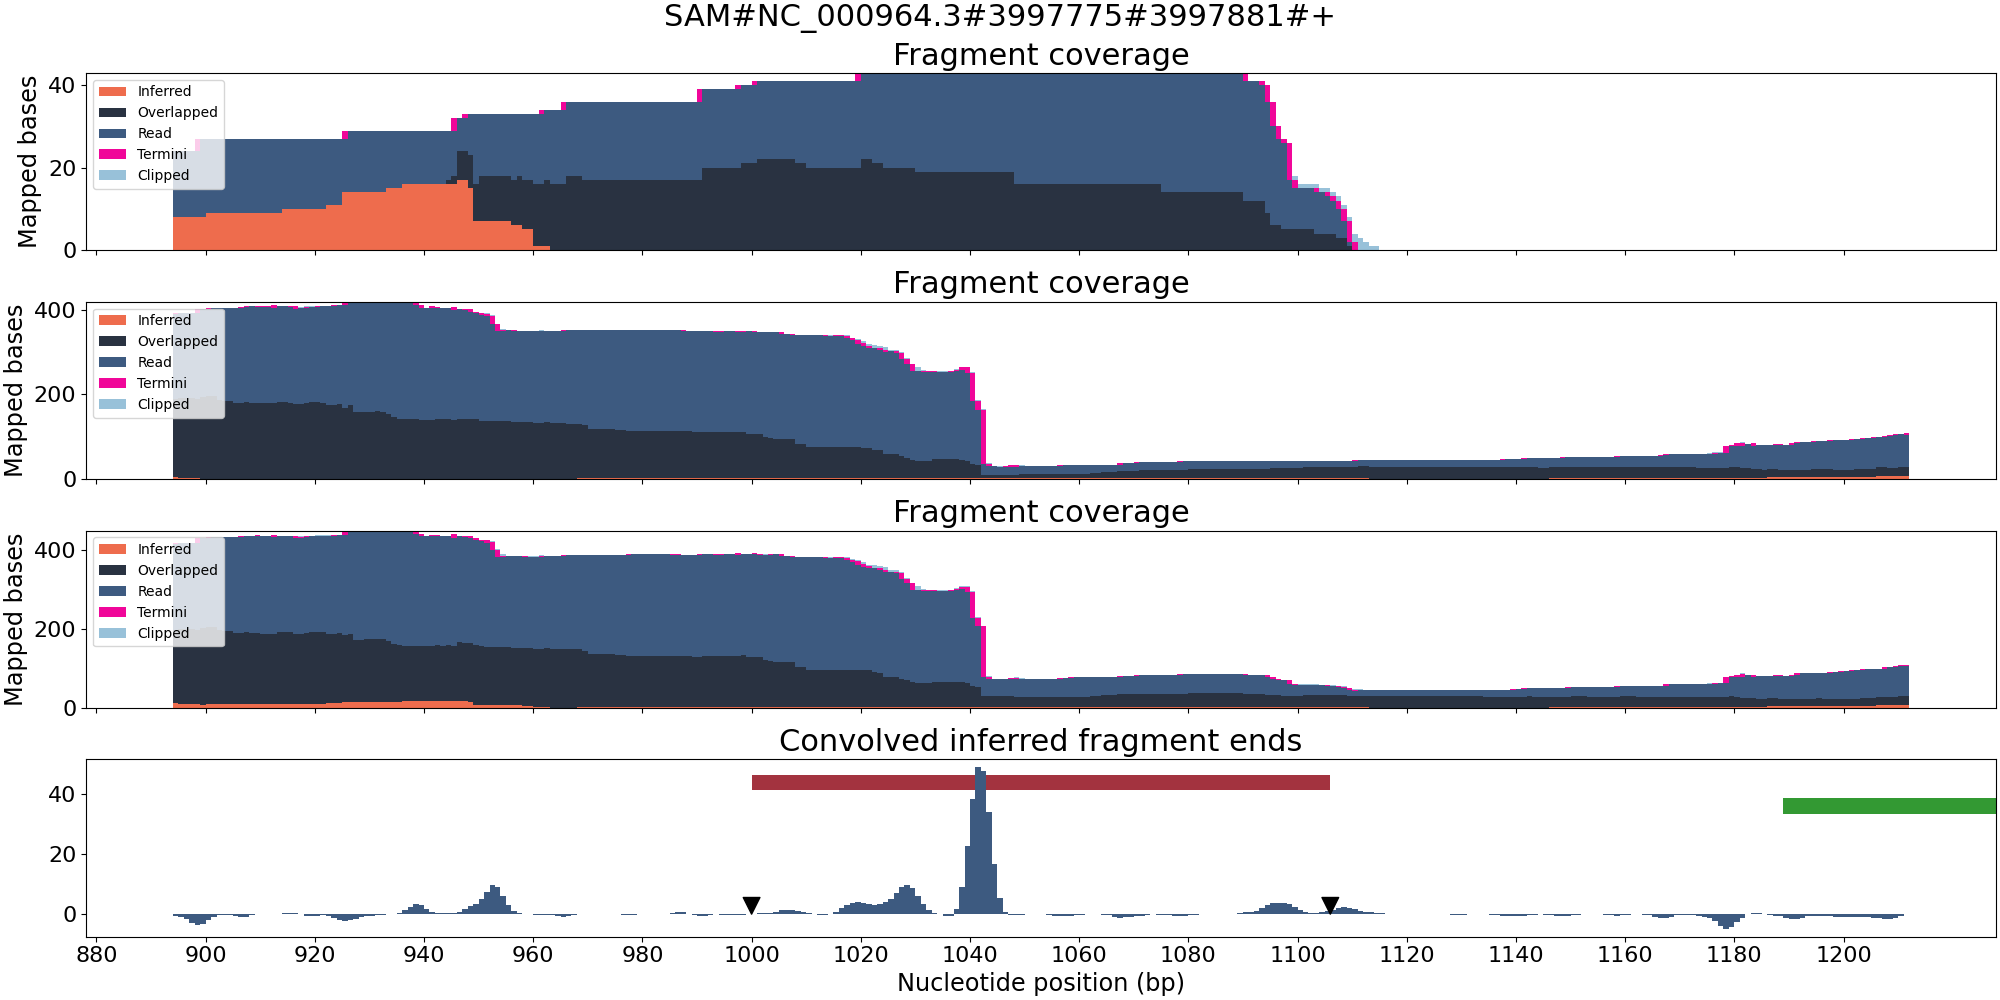 SAM#NC_000964.3#3997775#3997881#+
Fragment coverage
Mapped bases
40
20
0
Inferred
Overlapped
Read
Termini
Clipped
Fragment coverage
Mapped bases
400
200
0
Inferred
Overlapped
Read
Termini
Clipped
Fragment coverage
Mapped bases
400
200
0
Inferred
Overlapped
Read
Termini
Clipped
Convolved inferred fragment ends
40
20
0
880 900 920 940 960 980 1000 1020 1040 1060 1080 1100 1120 1140 1160 1180 1200
Nucleotide position (bp)